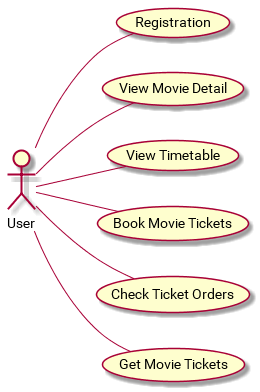 Registration
View Movie Detail
View Timetable
User
Book Movie Tickets
Check Ticket Orders
Get Movie Tickets